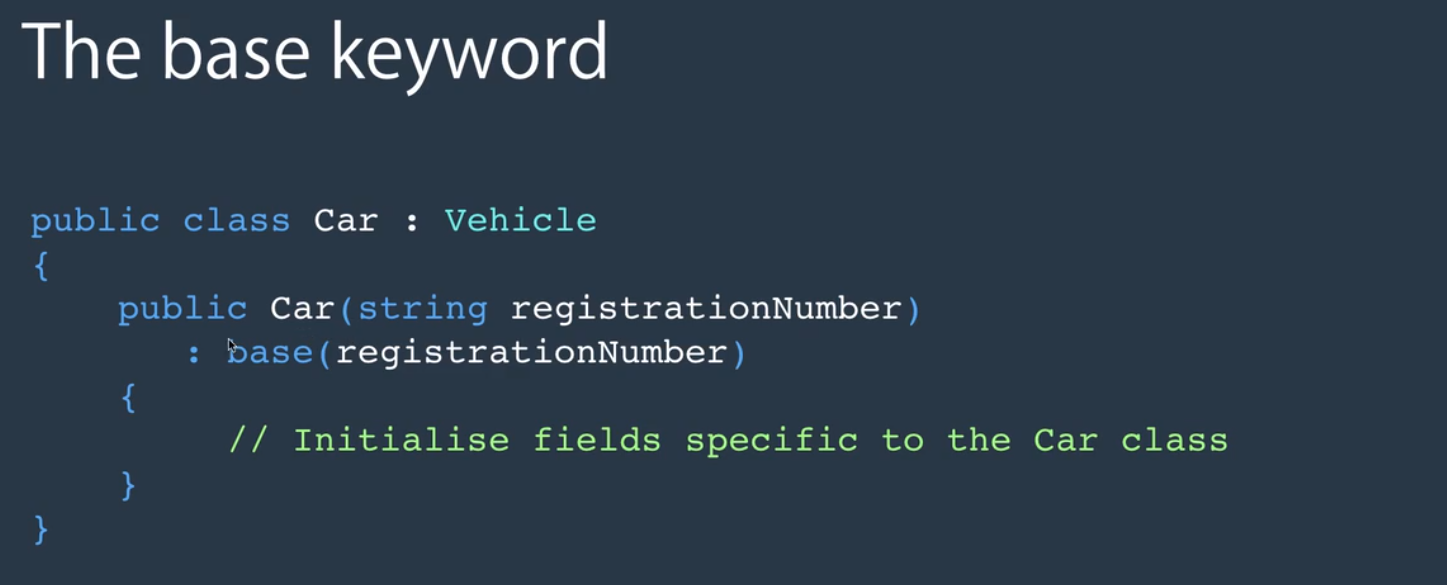 The base keyword
public class Car : Vehicle
{
public Car(string registrationNumber)
: base(registrationNumber)
{
// Initialise fields specific to the Car class
}
}